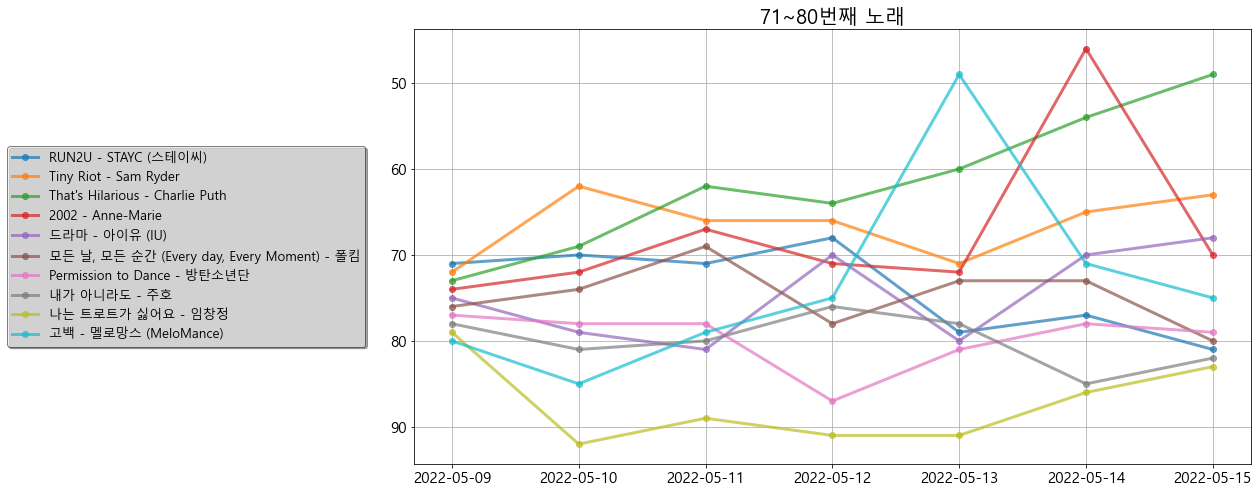 71~80번째 노래
50
60
70
80
90
RUN2U - STAYC (스테이씨)
Tiny Riot - Sam Ryder
That's Hilarious - Charlie Puth
2002 - Anne-Marie
드라마 - 아이유 (IU)
모든 날, 모든 순간 (Every day, Every Moment) - 폴킴
Permission to Dance - 방탄소년단
내가 아니라도 - 주호
나는 트로트가 싫어요 - 임창정
고백 - 멜로망스 (MeloMance)
2022-05-09 2022-05-10 2022-05-11 2022-05-12 2022-05-13 2022-05-14 2022-05-15